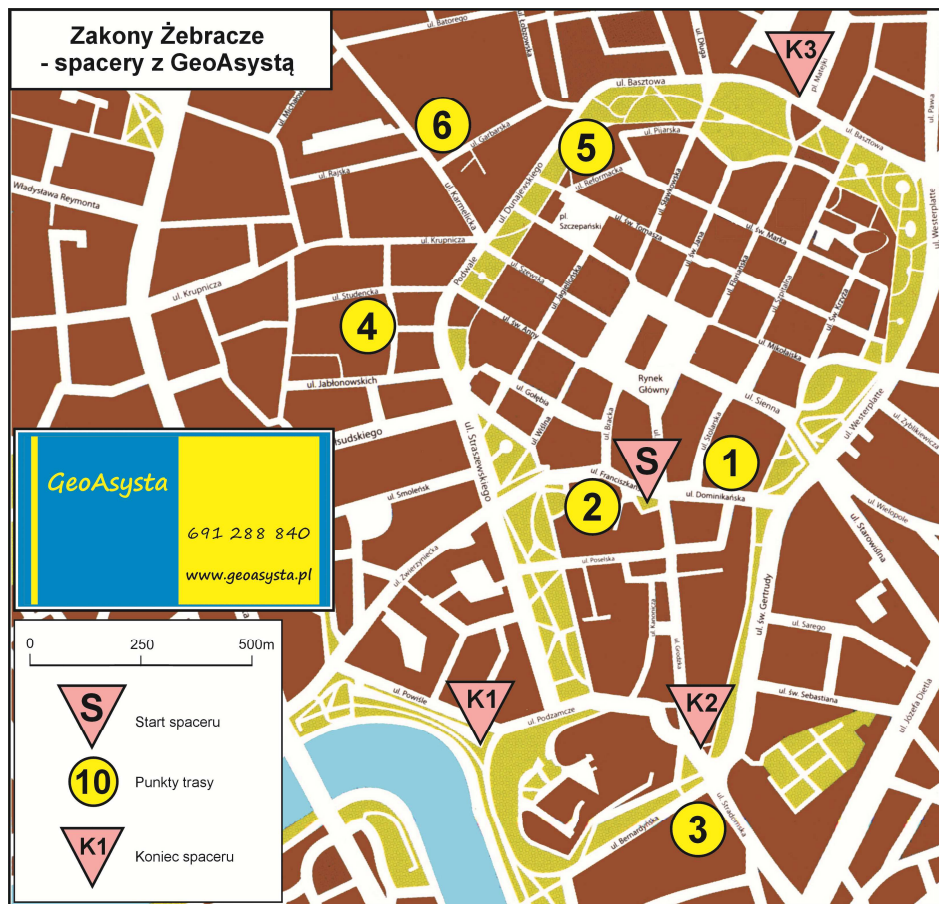 Zakony Żebracze
- spacery z GeoAsystą
ul. Batorego
ul. Łobzowska
ul. Długa
K3
pl. Matejki
ul. Pawia
ul. Basztowa
ul. Basztowa
6
ul. Garbarska
5
ul. Pijarska
ul. Rajska
ul. Reformacka
ul. Sławkowska
Władysława Reymonta
ul. Karmelicka
ul. Dunajewskiego
pl.
Szczepański
ul. św. Tomasza
ul. św. Marka
ul. Westerplatte
ul. Krupnicza
ul. Krupnicza
Podwale
ul. Szewska
ul. Jagiellońska
ul. św. Jana
ul. Floriańska
ul. Szpitalna
ul. Św. Krzyża
ul. Studencka
4
ul. św. Anny
ul. Mikołajska
ul. Jabłonowskich
ul. Gołębia
Rynek
Główny
ul. Sienna
ul. Westerplatte
ul. Zyblikiewicza
ul. Wiślna
ul. Bracka
ul. Stolarska
ul. Straszewskiego
S
1
ul. Franciszkańs
ul. Dominikańska
2
ul. Smoleńsk
ul. Wielopole
ul. Starowiślna
GeoAsysta
691 288 840
www.geoasysta.pl
ul. Zwierzyniecka
ul. Poselska
ul. Kanonicza
ul. Grodzka
ul. św. Gertrudy
ul. Sarego
ul. św. Sebastiana
ul. Józefa Dietla
0
250
500m
S
Start spaceru
10
Punkty trasy
K1
Koniec spaceru
ul. Powiśle
K1
ul. Podzamcze
K2
ul. Bernardyńska
3
ul. Stradomska